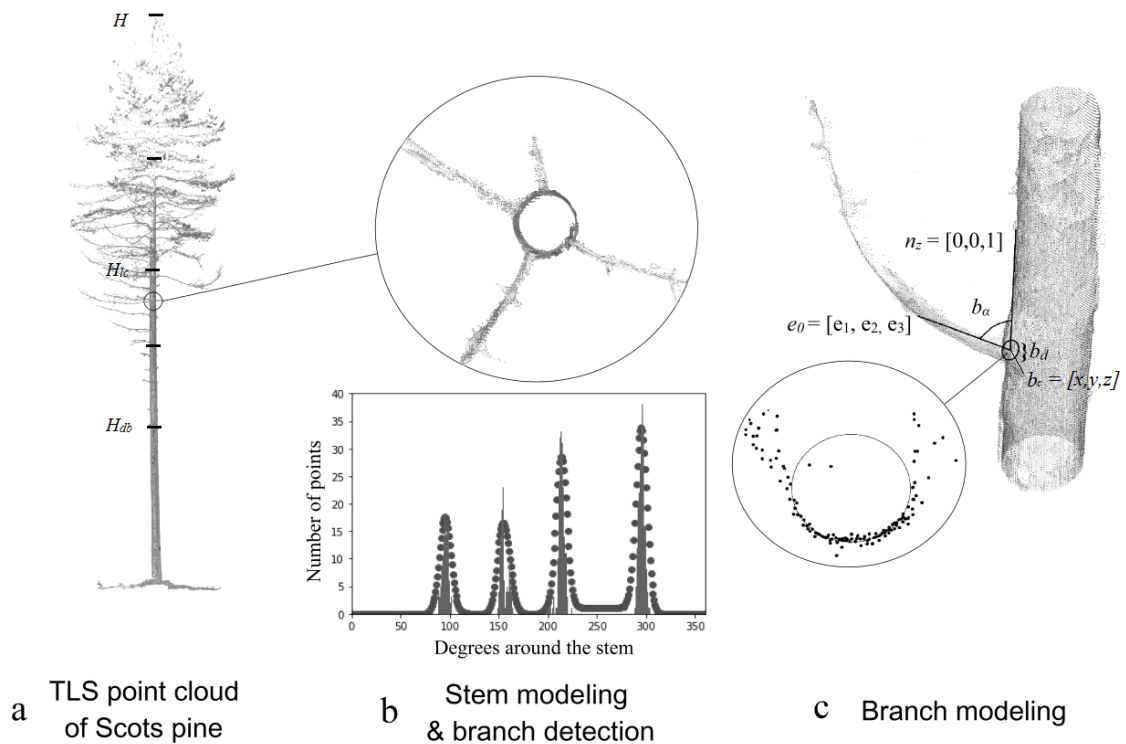 H
H_lc
H_db
n_z = [0,0,1]
b_α
e_0 = [e_1, e_2, e_3]
b_d
b_c = [x,y,z]
Number of points
40
35
30
25
20
15
10
5
0
0 50 100 150 200 250 300 350
Degrees around the stem
a TLS point cloud
of Scots pine
b Stem modeling
& branch detection
c Branch modeling